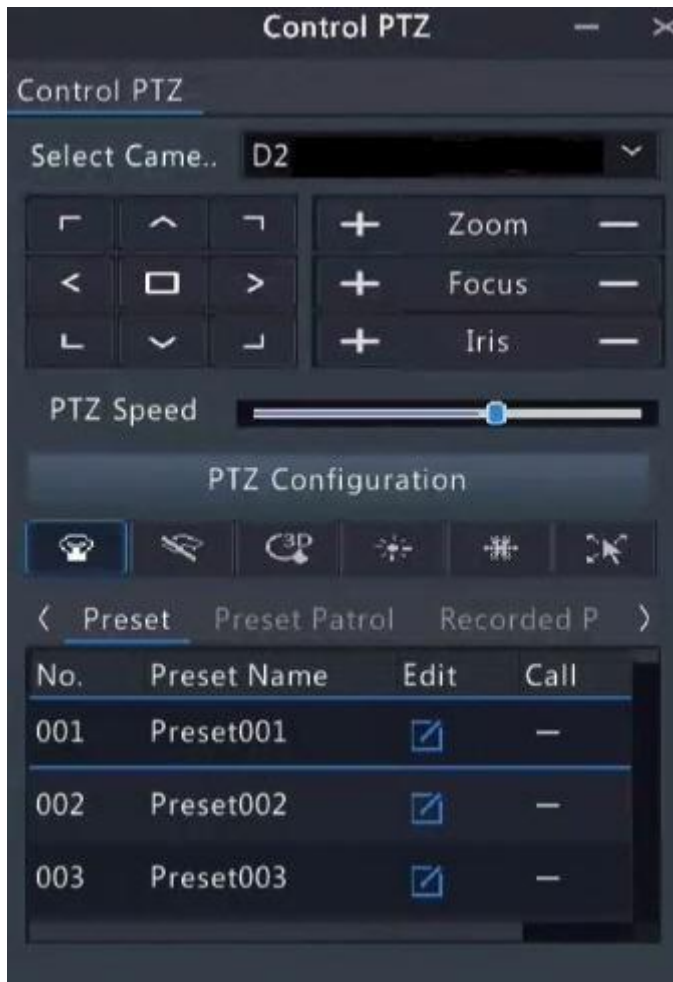 Control PTZ
Control PTZ
Select Came.. D2
Zoom
Focus
Iris
PTZ Speed
PTZ Configuration
3D
Preset Preset Patrol Recorded P
No. Preset Name Edit Call
001 Preset001
002 Preset002
003 Preset003